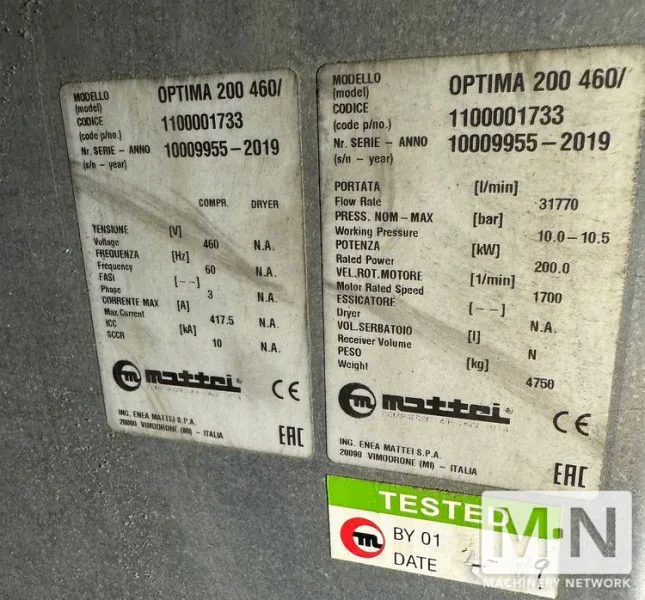 MODELLO OPTIMA 200 460/
(model)
CODICE 1100001733
(code p/no.)
Nr. SERIE - ANNO 10009955-2019
(s/n - year)
COMPR. DRYER
TENSIONE [V]
Voltage 460 N.A.
FREQUENZA [Hz]
Frequency 60 N.A.
FASI [--]
Phase 3 N.A.
CORRENTE MAX [A]
Max.Current 417.5 N.A.
ICC [kA]
SCCR 10 N.A.
mattei CE
ING. ENEA MATTEI S.P.A.
20090 VIMODRONE (MI) - ITALIA EAC
MODELLO OPTIMA 200 460/
(model)
CODICE 1100001733
(code p/no.)
Nr. SERIE - ANNO 10009955-2019
(s/n - year)
PORTATA [l/min]
Flow Rate 31770
PRESS. NOM-MAX [bar]
Working Pressure 10.0-10.5
POTENZA [kW]
Rated Power 200.0
VEL.ROT.MOTORE [1/min]
Motor Rated Speed 1700
ESSICATORE [--]
Dryer N.A.
VOL.SERBATOIO [l]
Receiver Volume N
PESO [kg]
Weight 4750
mattei CE
ING. ENEA MATTEI S.P.A.
20090 VIMODRONE (MI) - ITALIA EAC
TESTED
m BY 01
DATE
M N
MACHINERY NETWORK